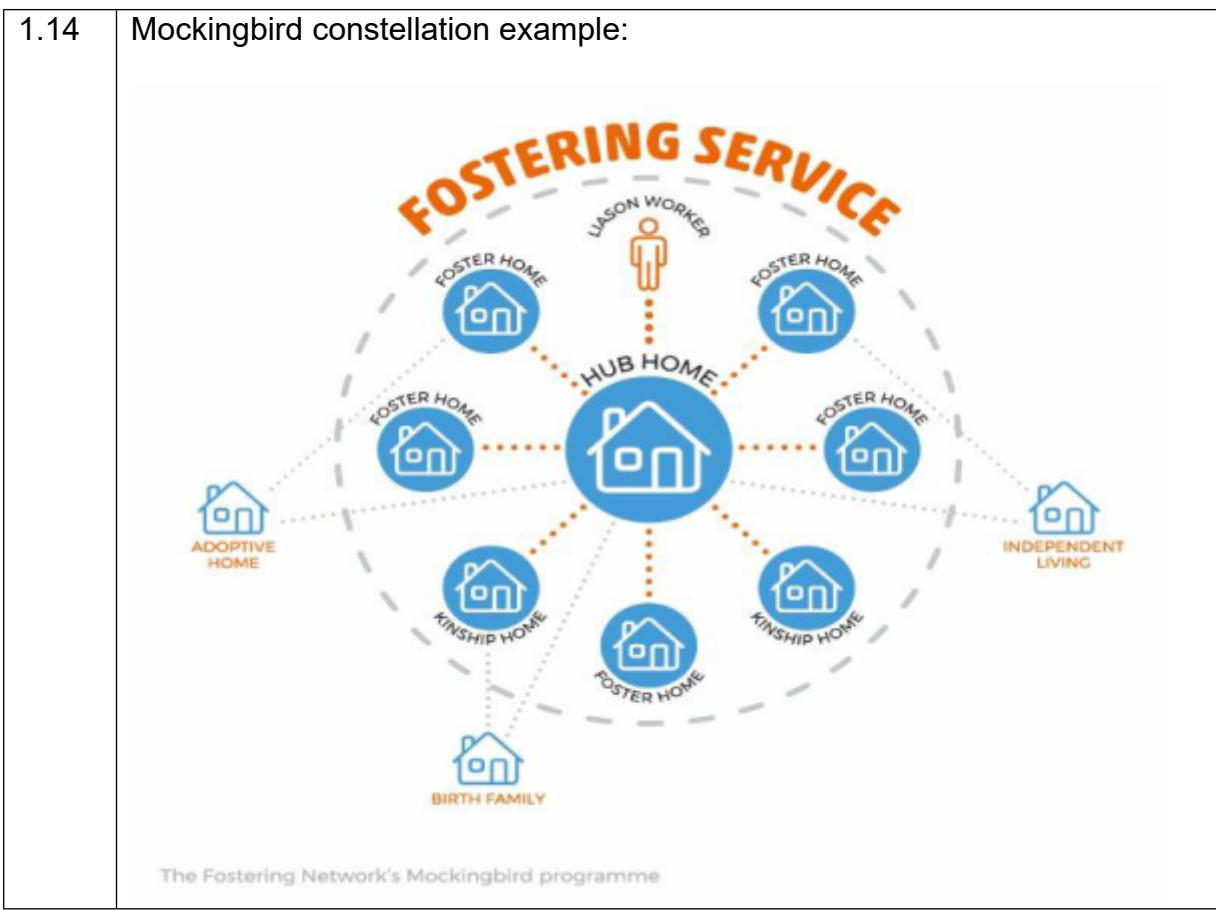 1.14
Mockingbird constellation example:
FOSTERING SERVICE
LIASON WORKER
FOSTER HOME
FOSTER HOME
HUB HOME
FOSTER HOME
FOSTER HOME
ADOPTIVE
HOME
INDEPENDENT
LIVING
KINSHIP HOME
KINSHIP HOME
FOSTER HOME
BIRTH FAMILY
The Fostering Network's Mockingbird programme